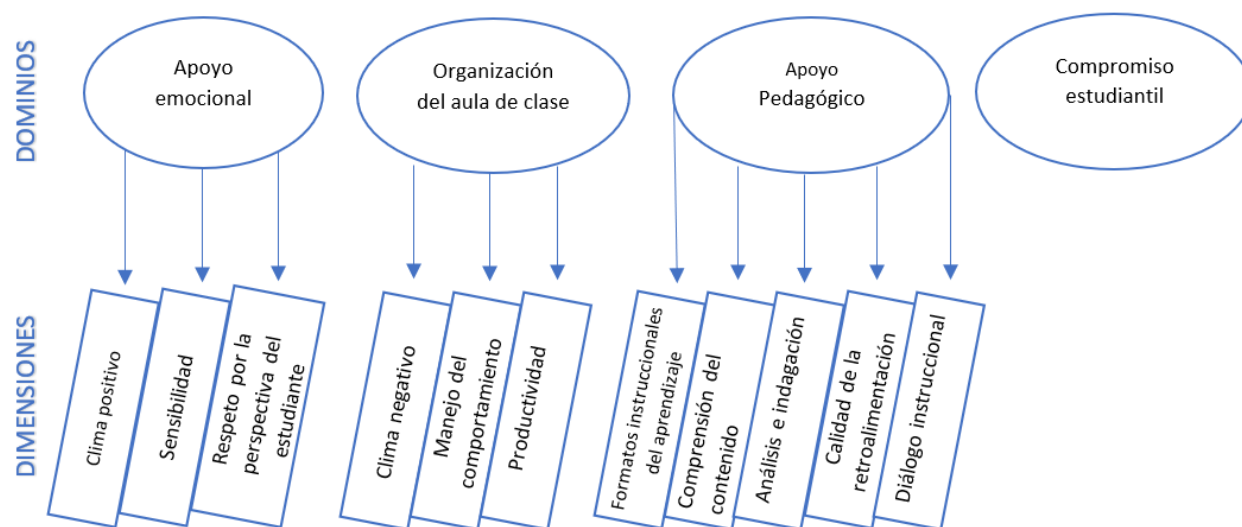 DOMINIOS
Apoyo
emocional
Organización
del aula de clase
Apoyo
Pedagógico
Compromiso
estudiantil
DIMENSIONES
Clima positivo
Sensibilidad
Respeto por la
perspectiva del
estudiante
Clima negativo
Manejo del
comportamiento
Productividad
Formatos instruccionales
del aprendizaje
Comprensión del
contenido
Análisis e indagación
Calidad de la
retroalimentación
Diálogo instruccional